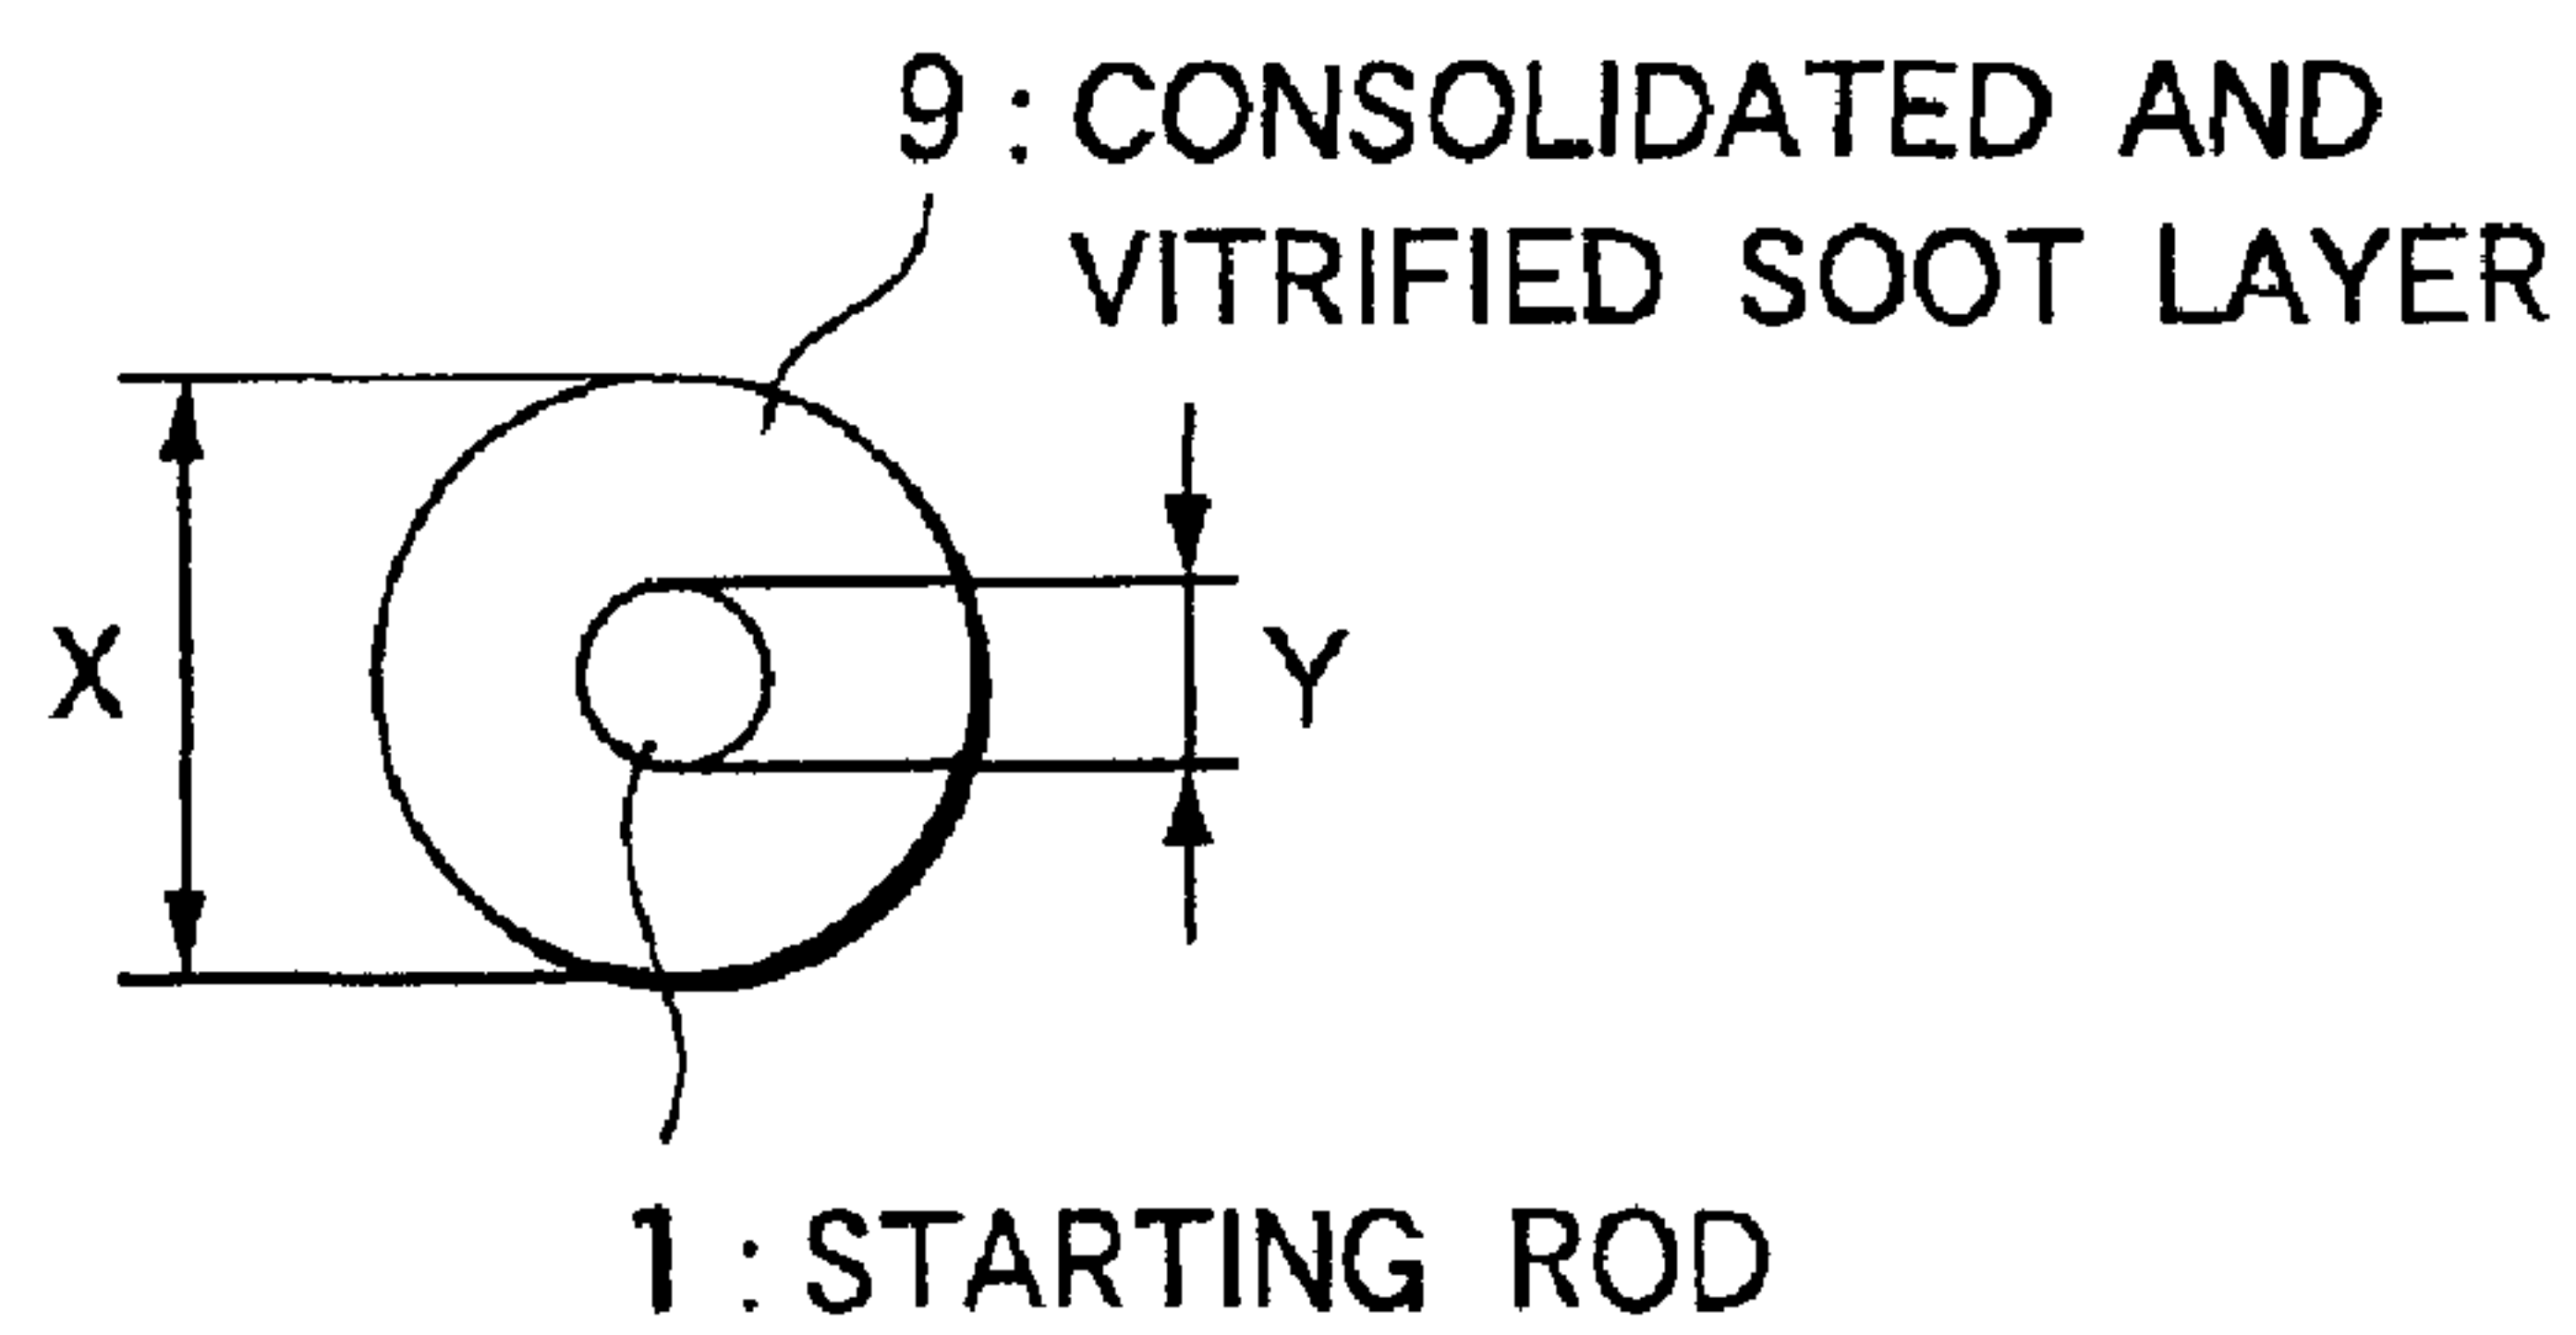 9 : CONSOLIDATED AND
VITRIFIED SOOT LAYER
X
Y
1 : STARTING ROD